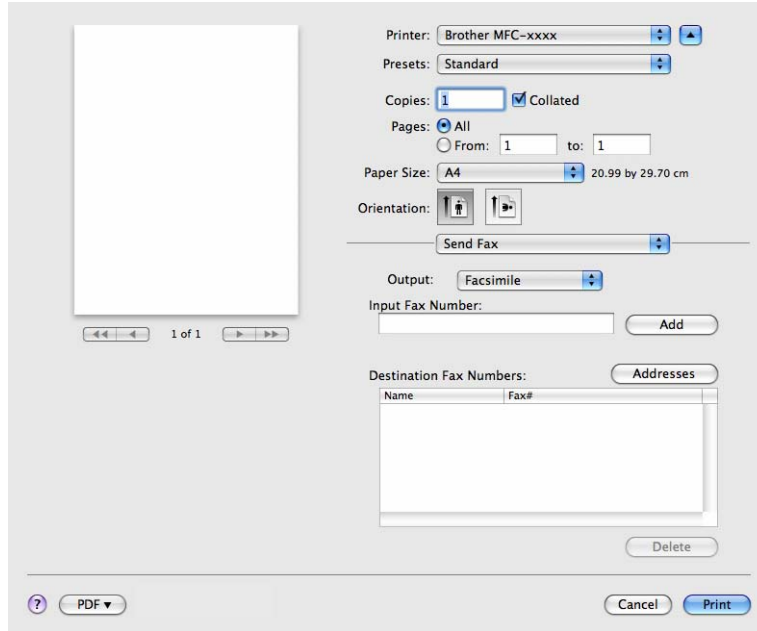 Printer: Brother MFC-xxxx
Presets: Standard
Copies: 1 Collated
Pages: All
From: 1 to: 1
Paper Size: A4 20.99 by 29.70 cm
Orientation:
Send Fax
Output: Facsimile
Input Fax Number:
Add
1 of 1
Destination Fax Numbers: Addresses
Name Fax#
Delete
? PDF▼ Cancel Print